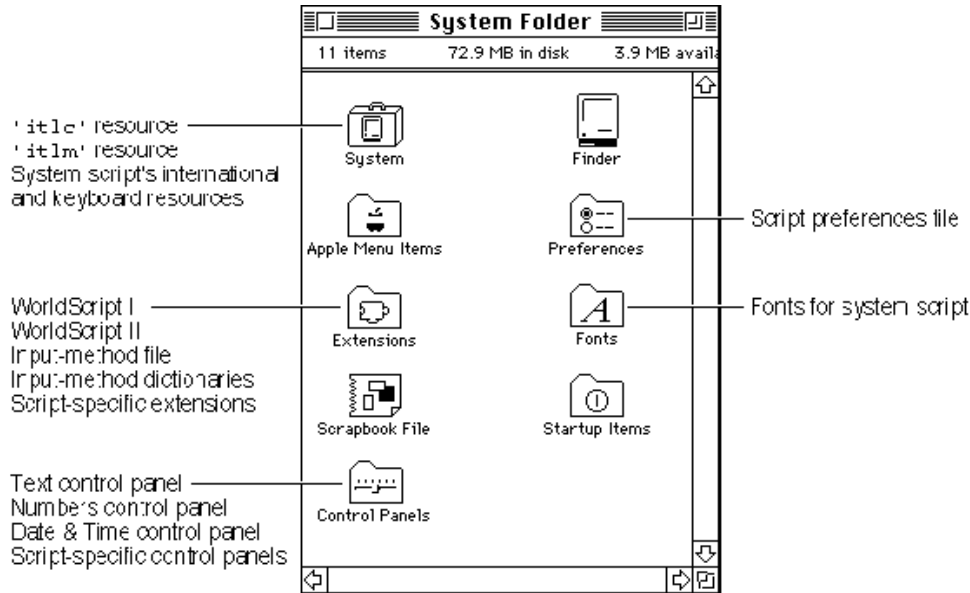 System Folder
11 items 72.9 MB in disk 3.9 MB availa
'itlc' resource
'itlm' resource
System script's international
and keyboard resources
System
Finder
Apple Menu Items
Preferences
Script preferences file
WorldScript I
WorldScript II
Input-method file
Input-method dictionaries
Script-specific extensions
Extensions
Fonts
Fonts for system script
Scrapbook File
Startup Items
Text control panel
Numbers control panel
Date & Time control panel
Script-specific control panels
Control Panels